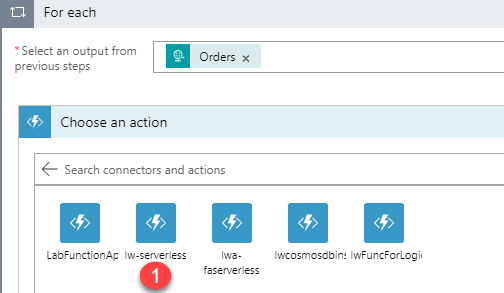 For each
* Select an output from
previous steps
Orders ×
Choose an action
Search connectors and actions
LabFunctionAp
lw-serverless
lwa-
faserverless
lwcosmosdbins
lwFuncForLogic
1